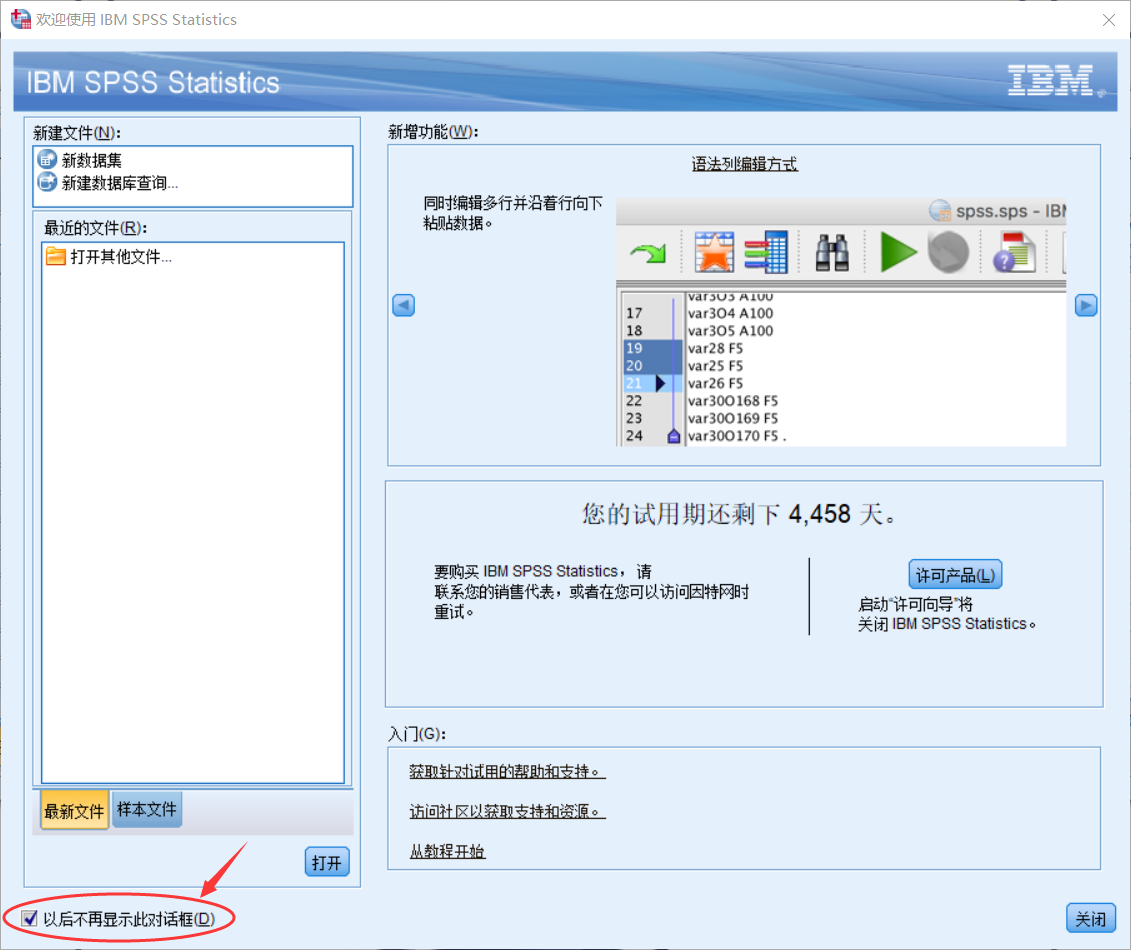 欢迎使用 IBM SPSS Statistics
IBM SPSS Statistics
IBM
新建文件(N):
新数据集
新建数据库查询...
最近的文件(R):
打开其他文件...
最新文件
样本文件
打开
以后不再显示此对话框(D)
新增功能(W):
语法列编辑方式
同时编辑多行并沿着行向下
粘贴数据。
spss.sps - IBM
var3O3 A100
17 var3O4 A100
18 var3O5 A100
19 var28 F5
20 var25 F5
21 var26 F5
22 var30O168 F5
23 var30O169 F5
24 var30O170 F5 .
您的试用期还剩下 4,458 天。
要购买 IBM SPSS Statistics，请
联系您的销售代表，或者在您可以访问因特网时
重试。
许可产品(L)
启动“许可向导”将
关闭 IBM SPSS Statistics。
入门(G):
获取针对试用的帮助和支持。
访问社区以获取支持和资源。
从教程开始
关闭